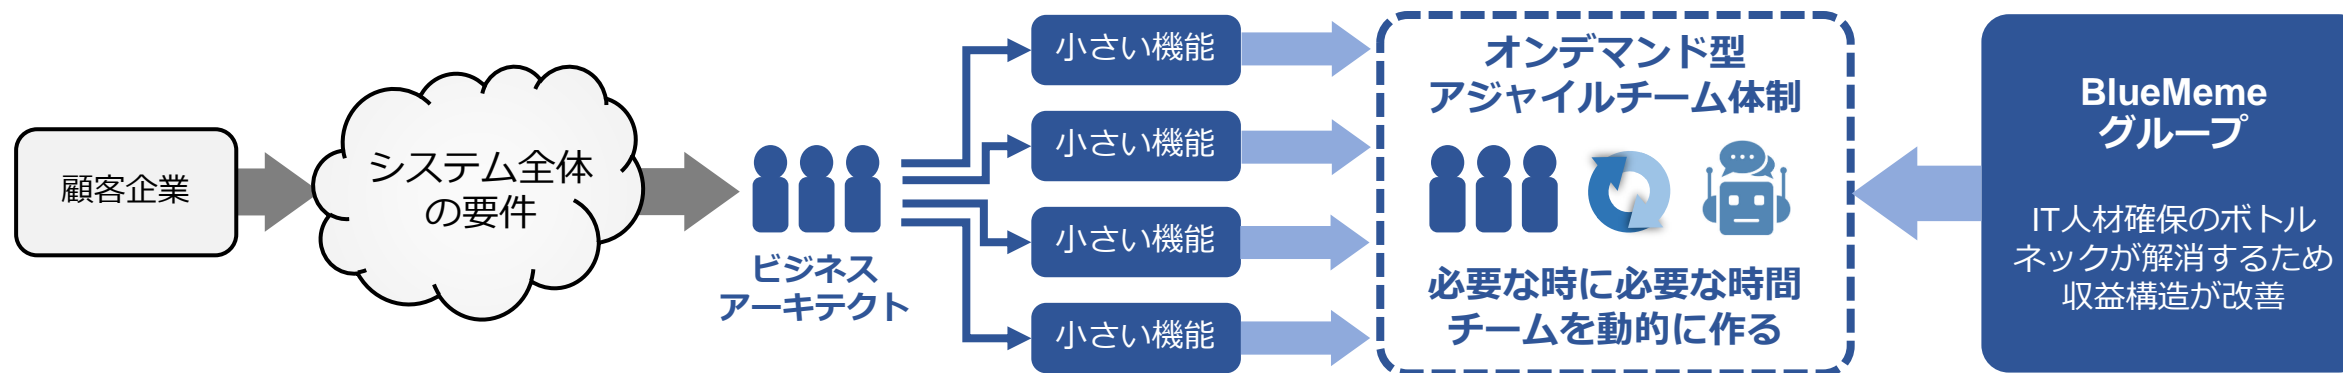 顧客企業
システム全体
の要件
ビジネス
アーキテクト
小さい機能
小さい機能
小さい機能
小さい機能
オンデマンド型
アジャイルチーム体制
必要な時に必要な時間
チームを動的に作る
BlueMeme
グループ
IT人材確保のボトル
ネックが解消するため
収益構造が改善